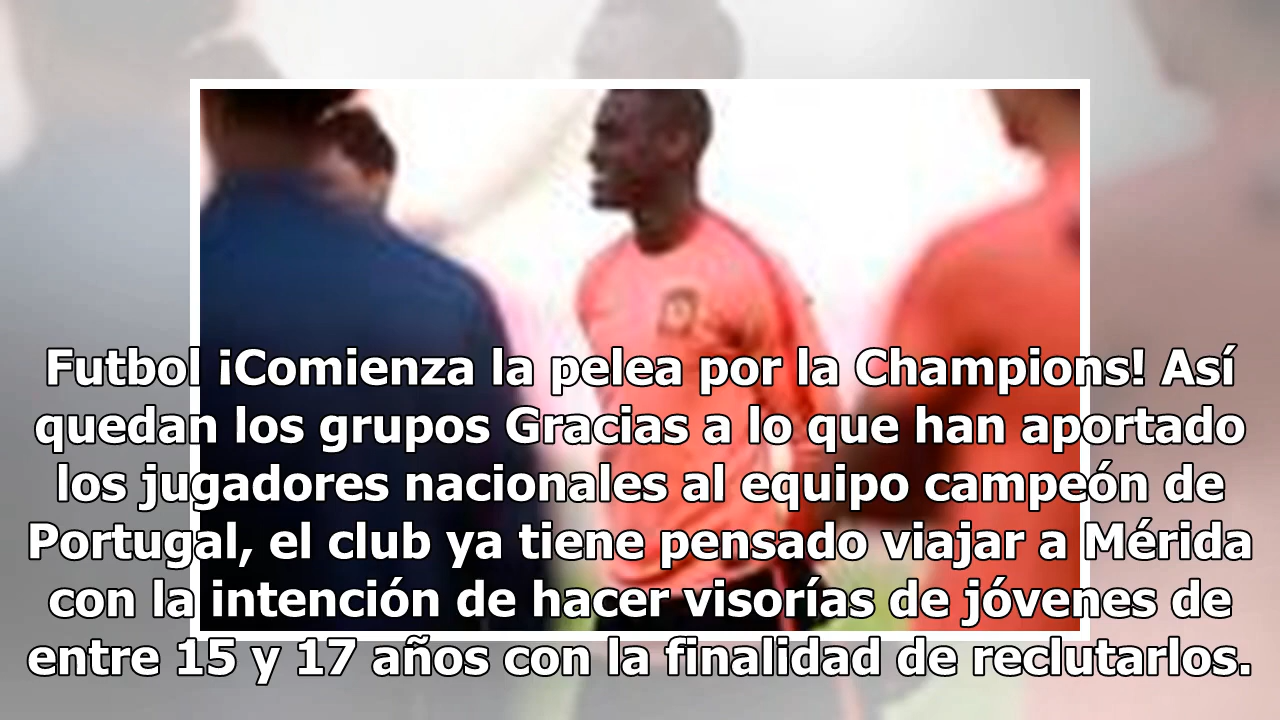 Futbol ¡Comienza la pelea por la Champions! Así
quedan los grupos Gracias a lo que han aportado
los jugadores nacionales al equipo campeón de
Portugal, el club ya tiene pensado viajar a Mérida
con la intención de hacer visorías de jóvenes de
entre 15 y 17 años con la finalidad de reclutarlos.